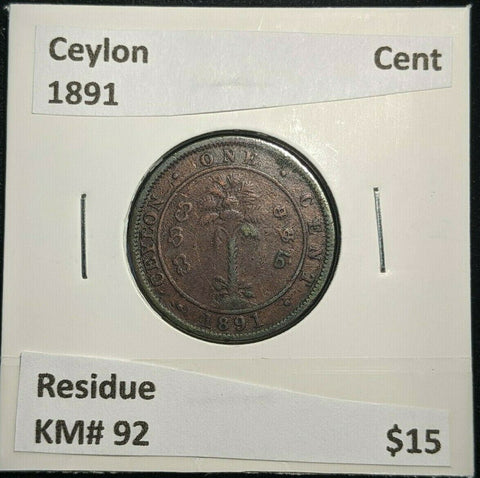 Ceylon Cent
1891
CEYLON · ONE · CENT
· 1891 ·
Residue
KM# 92 $15